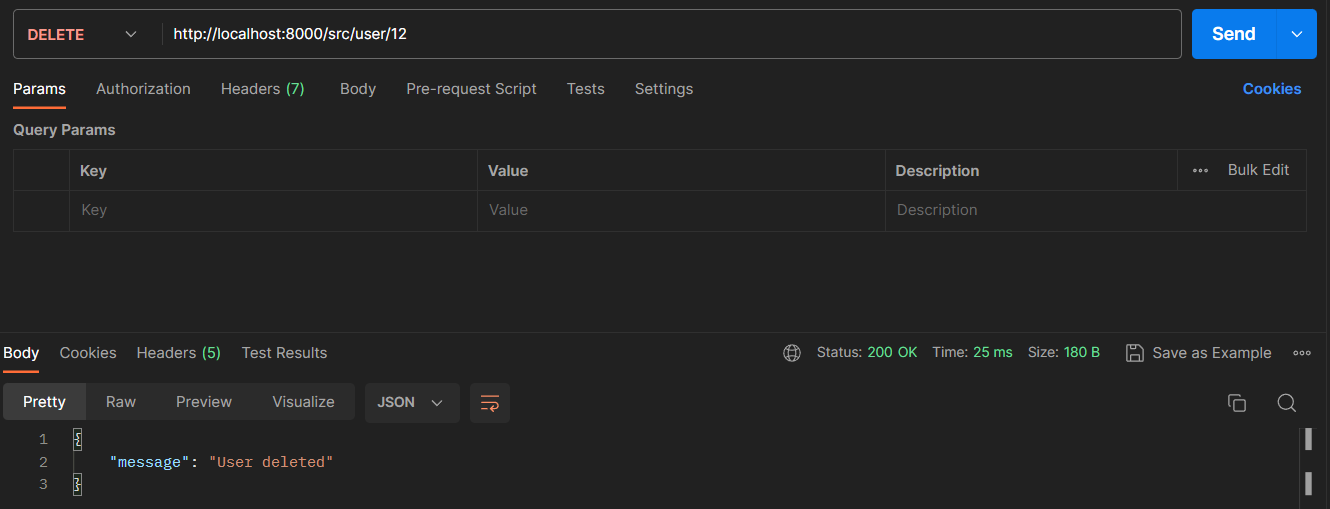 DELETE http://localhost:8000/src/user/12 Send
Params Authorization Headers (7) Body Pre-request Script Tests Settings Cookies
Query Params
Key Value Description Bulk Edit
Key Value Description
Body Cookies Headers (5) Test Results Status: 200 OK Time: 25 ms Size: 180 B Save as Example
Pretty Raw Preview Visualize JSON
1 {
2 "message": "User deleted"
3 }